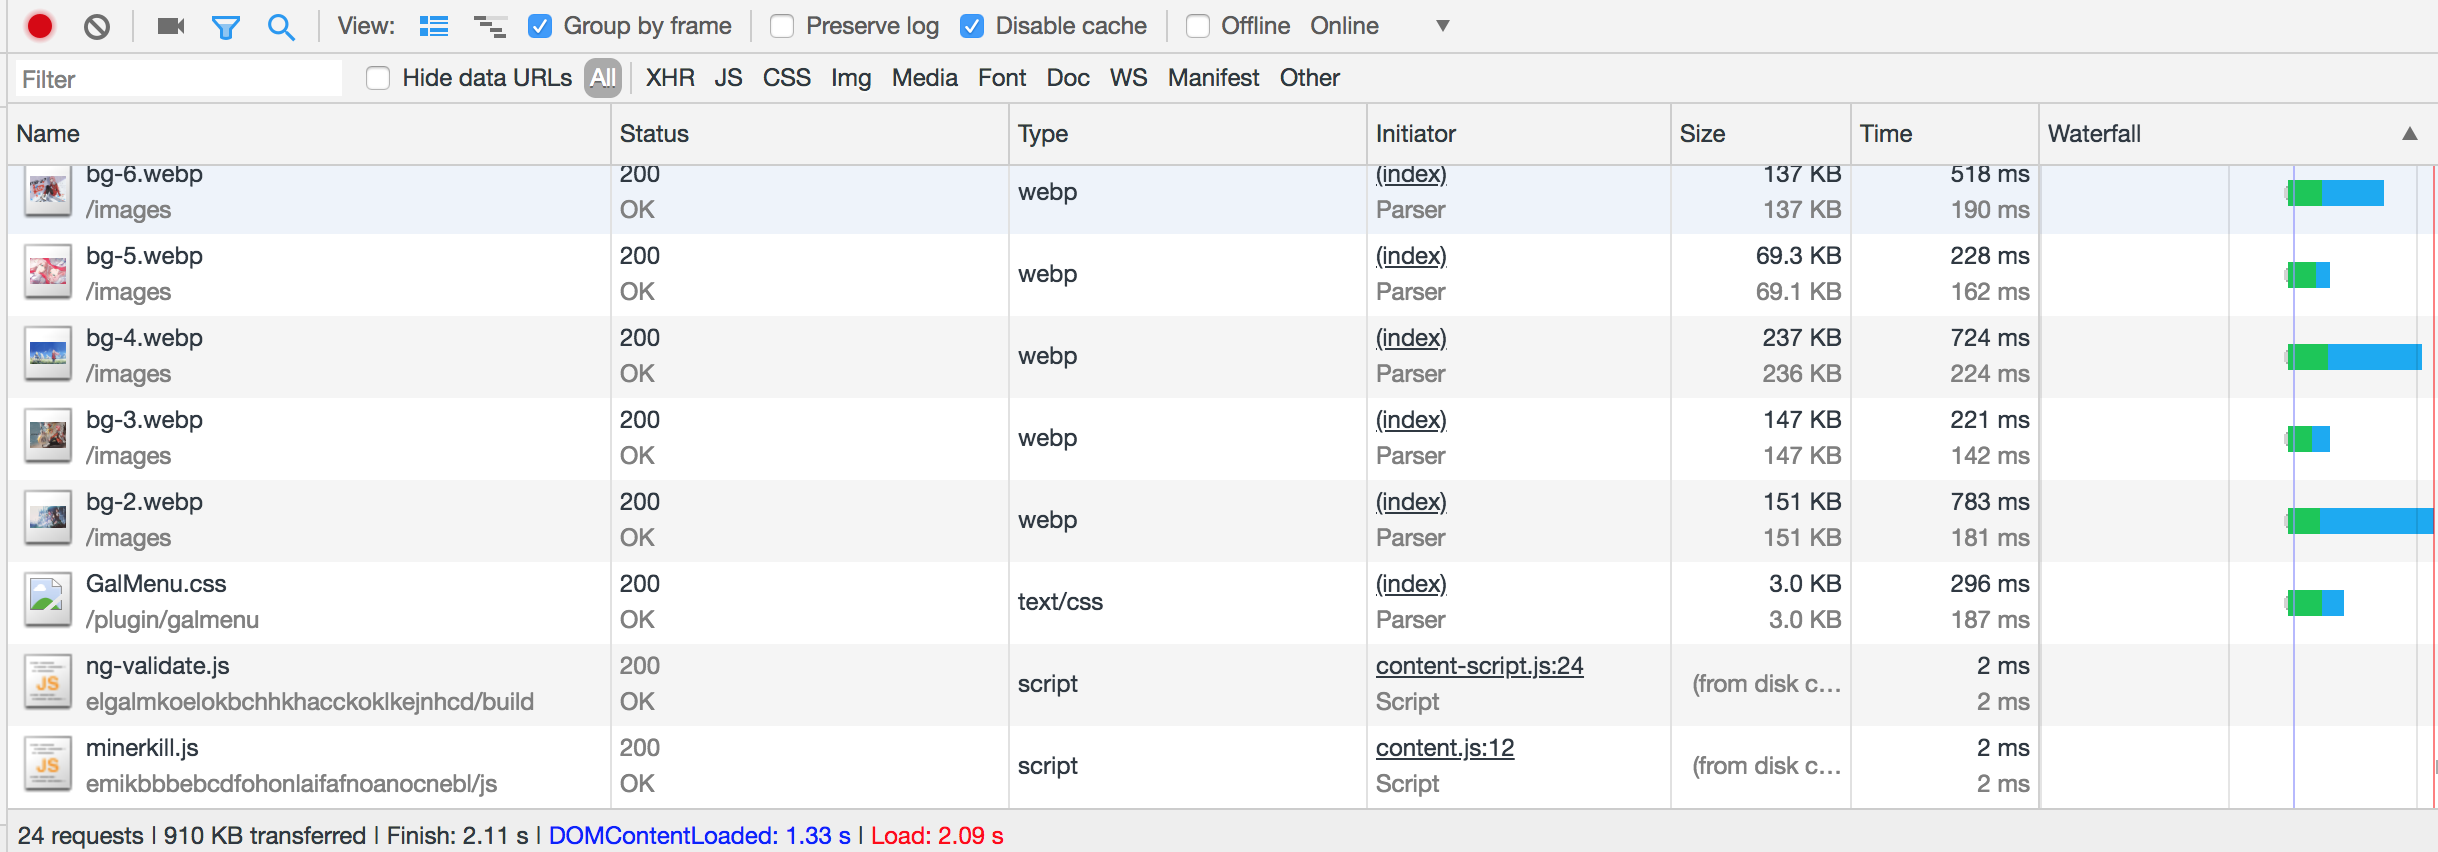 View: Group by frame Preserve log Disable cache Offline Online ▼
Filter Hide data URLs All XHR JS CSS Img Media Font Doc WS Manifest Other
Name Status Type Initiator Size Time Waterfall ▲
bg-6.webp 200 webp (index) 137 KB 518 ms
/images OK Parser 137 KB 190 ms
bg-5.webp 200 webp (index) 69.3 KB 228 ms
/images OK Parser 69.1 KB 162 ms
bg-4.webp 200 webp (index) 237 KB 724 ms
/images OK Parser 236 KB 224 ms
bg-3.webp 200 webp (index) 147 KB 221 ms
/images OK Parser 147 KB 142 ms
bg-2.webp 200 webp (index) 151 KB 783 ms
/images OK Parser 151 KB 181 ms
GalMenu.css 200 text/css (index) 3.0 KB 296 ms
/plugin/galmenu OK Parser 3.0 KB 187 ms
JS ng-validate.js 200 script content-script.js:24 (from disk c... 2 ms
elgalmkoelokbchhkhacckoklkejnhcd/build OK Script 2 ms
JS minerkill.js 200 script content.js:12 (from disk c... 2 ms
emikbbbebcdfohonlaifafnoanocnebl/js OK Script 2 ms
24 requests | 910 KB transferred | Finish: 2.11 s | DOMContentLoaded: 1.33 s | Load: 2.09 s